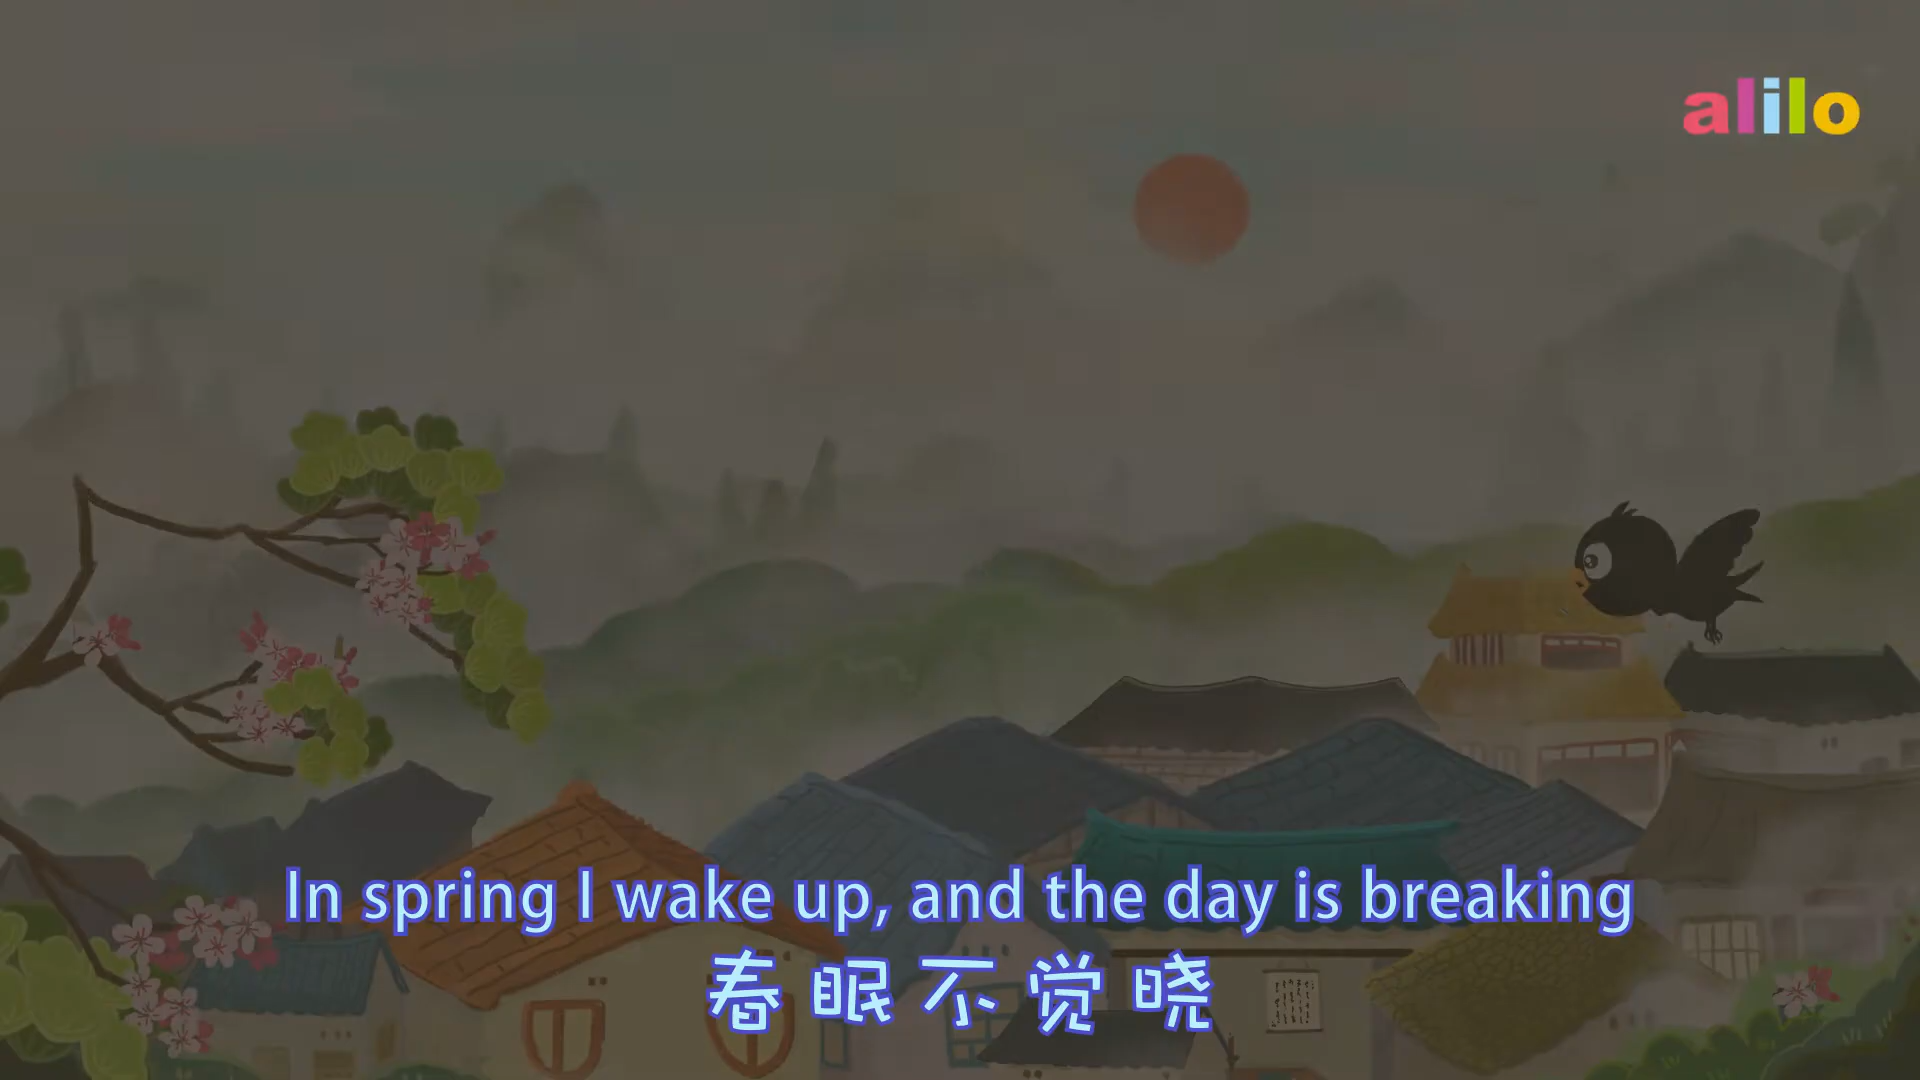 alilo
In spring I wake up, and the day is breaking
春眠不觉晓